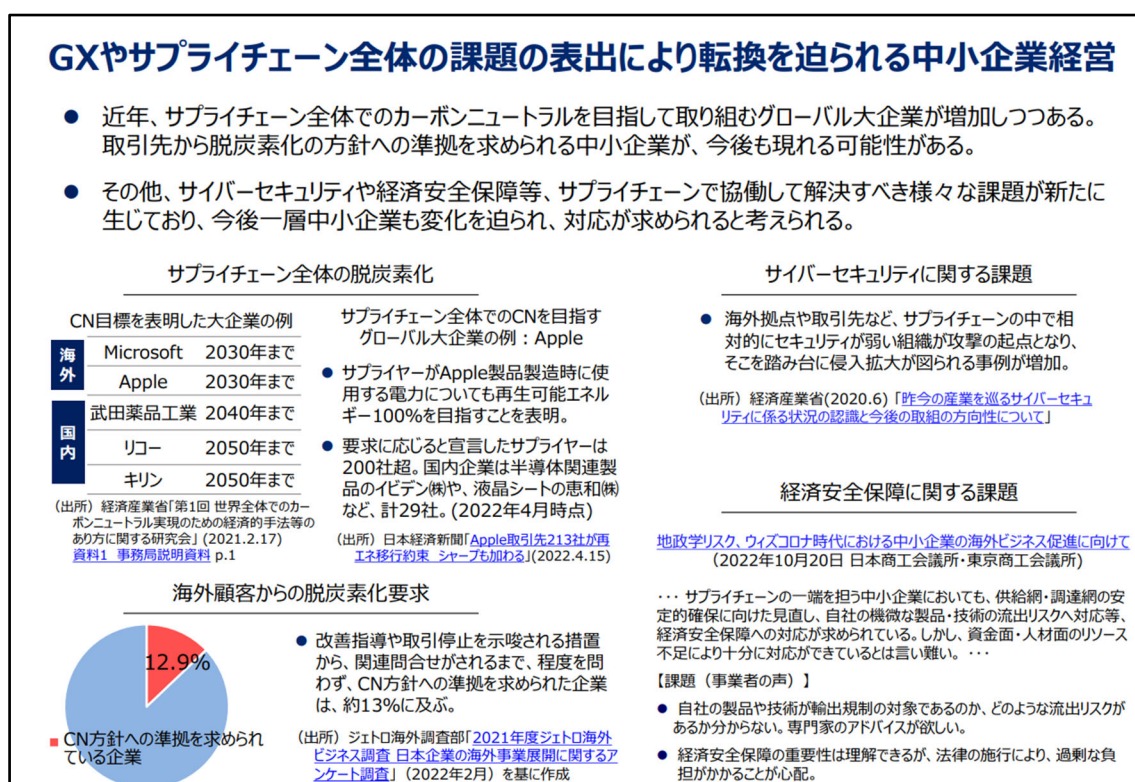 GXやサプライチェーン全体の課題の表出により転換を迫られる中小企業経営
● 近年、サプライチェーン全体でのカーボンニュートラルを目指して取り組むグローバル大企業が増加しつつある。
取引先から脱炭素化の方針への準拠を求められる中小企業が、今後も現れる可能性がある。
● その他、サイバーセキュリティや経済安全保障等、サプライチェーンで協働して解決すべき様々な課題が新たに
生じており、今後一層中小企業も変化を迫られ、対応が求められると考えられる。
サプライチェーン全体の脱炭素化
CN目標を表明した大企業の例
海外
Microsoft 2030年まで
Apple 2030年まで
国内
武田薬品工業 2040年まで
リコー 2050年まで
キリン 2050年まで
(出所)経済産業省「第1回 世界全体でのカー
ボンニュートラル実現のための経済的手法等の
あり方に関する研究会」(2021.2.17)
資料1 事務局説明資料 p.1
サプライチェーン全体でのCNを目指す
グローバル大企業の例:Apple
● サプライヤーがApple製品製造時に使
用する電力についても再生可能エネル
ギー100%を目指すことを表明。
● 要求に応じると宣言したサプライヤーは
200社超。国内企業は半導体関連製
品のイビデン㈱や、液晶シートの恵和㈱
など、計29社。(2022年4月時点)
(出所)日本経済新聞「Apple取引先213社が再
エネ移行約束 シャープも加わる」(2022.4.15)
海外顧客からの脱炭素化要求
12.9%
■ CN方針への準拠を求められ
ている企業
● 改善指導や取引停止を示唆される措置
から、関連問合せがされるまで、程度を問
わず、CN方針への準拠を求められた企業
は、約13%に及ぶ。
(出所)ジェトロ海外調査部「2021年度ジェトロ海外
ビジネス調査 日本企業の海外事業展開に関するア
ンケート調査」(2022年2月)を基に作成
サイバーセキュリティに関する課題
● 海外拠点や取引先など、サプライチェーンの中で相
対的にセキュリティが弱い組織が攻撃の起点となり、
そこを踏み台に侵入拡大が図られる事例が増加。
(出所)経済産業省(2020.6)「昨今の産業を巡るサイバーセキュ
リティに係る状況の認識と今後の取組の方向性について」
経済安全保障に関する課題
地政学リスク、ウィズコロナ時代における中小企業の海外ビジネス促進に向けて
(2022年10月20日 日本商工会議所・東京商工会議所)
・・・ サプライチェーンの一端を担う中小企業においても、供給網・調達網の安
定的確保に向けた見直し、自社の機微な製品・技術の流出リスクへ対応等、
経済安全保障への対応が求められている。しかし、資金面・人材面のリソース
不足により十分に対応ができているとは言い難い。 ・・・
【課題(事業者の声)】
● 自社の製品や技術が輸出規制の対象であるのか、どのような流出リスクが
あるか分からない。専門家のアドバイスが欲しい。
● 経済安全保障の重要性は理解できるが、法律の施行により、過剰な負
担がかかることが心配。